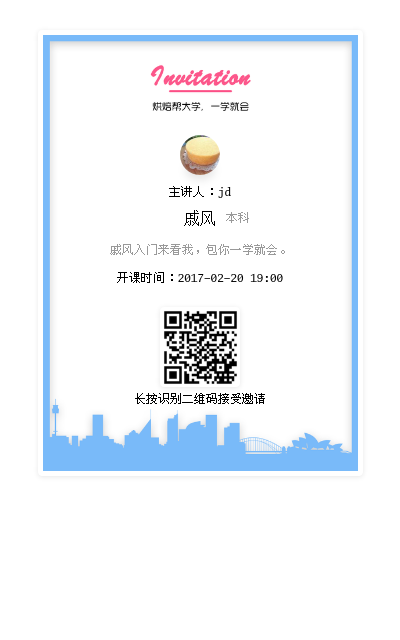 Invitation
烘焙帮大学，一学就会
主讲人：jd
戚风 本科
戚风入门来看我，包你一学就会。
开课时间：2017-02-20 19:00
长按识别二维码接受邀请